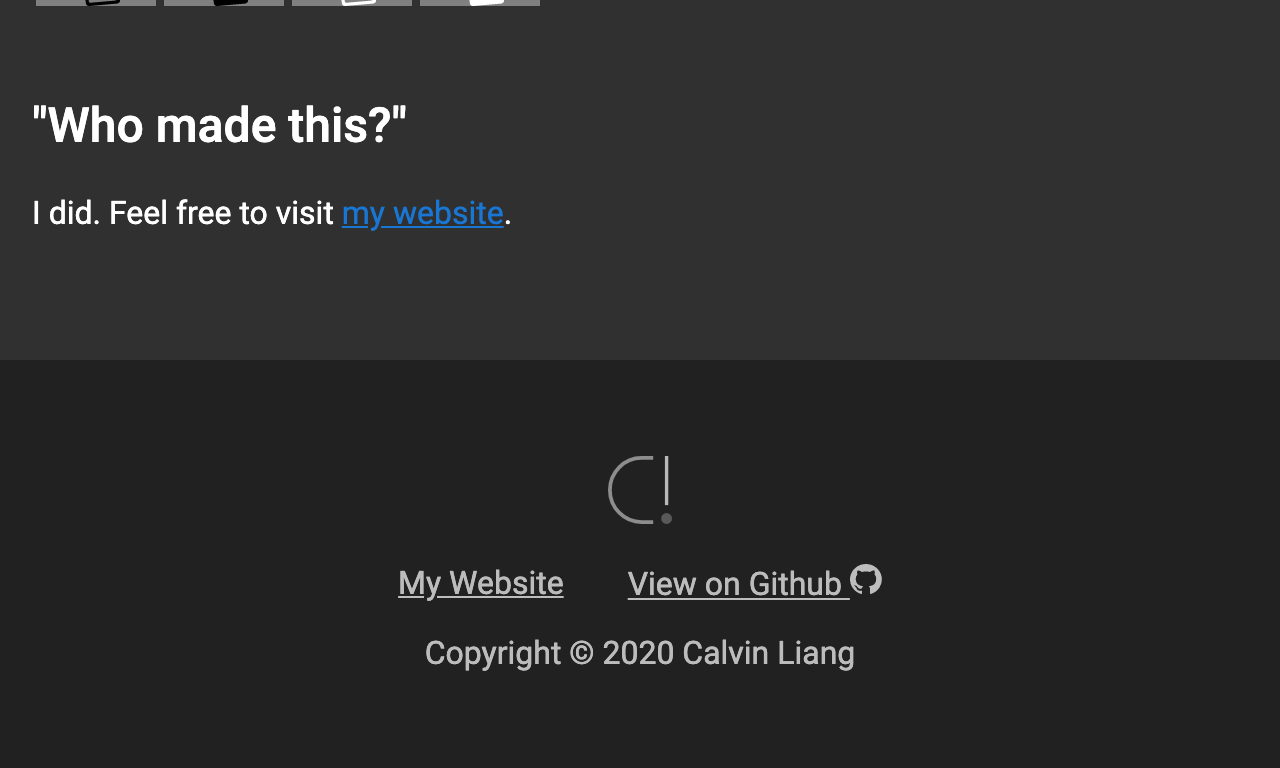 "Who made this?"
I did. Feel free to visit my website.
My Website View on Github
Copyright © 2020 Calvin Liang